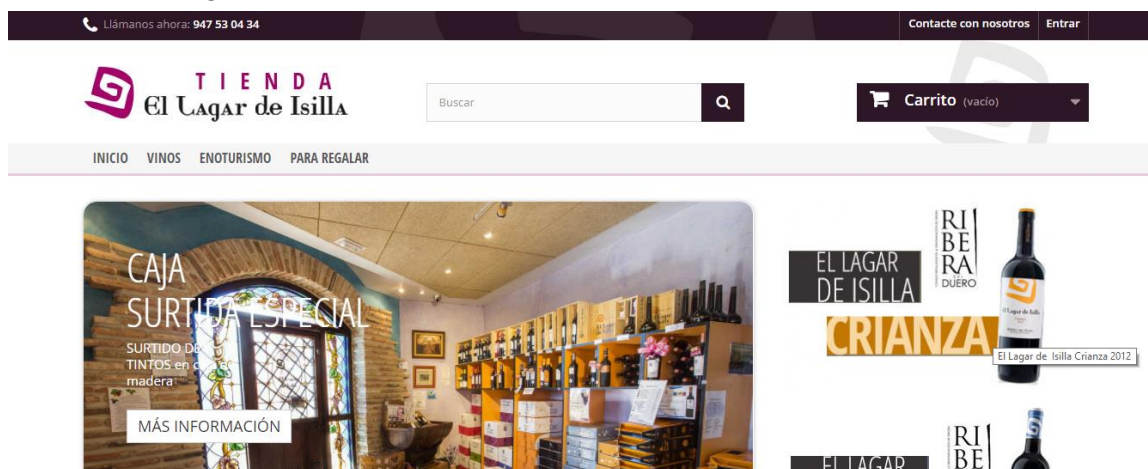 Llámanos ahora: 947 53 04 34
Contacte con nosotros
Entrar
TIENDA
El Lagar de Isilla
Buscar
Carrito (vacío)
INICIO
VINOS
ENOTURISMO
PARA REGALAR
CAJA
SURTIDA ESPECIAL
SURTIDO DE
TINTOS en
madera
MÁS INFORMACIÓN
EL LAGAR
DE ISILLA
CRIANZA
RI
BE
RA
DUERO
El Lagar de Isilla
El Lagar de Isilla Crianza 2012
EL LAGAR
RI
BE